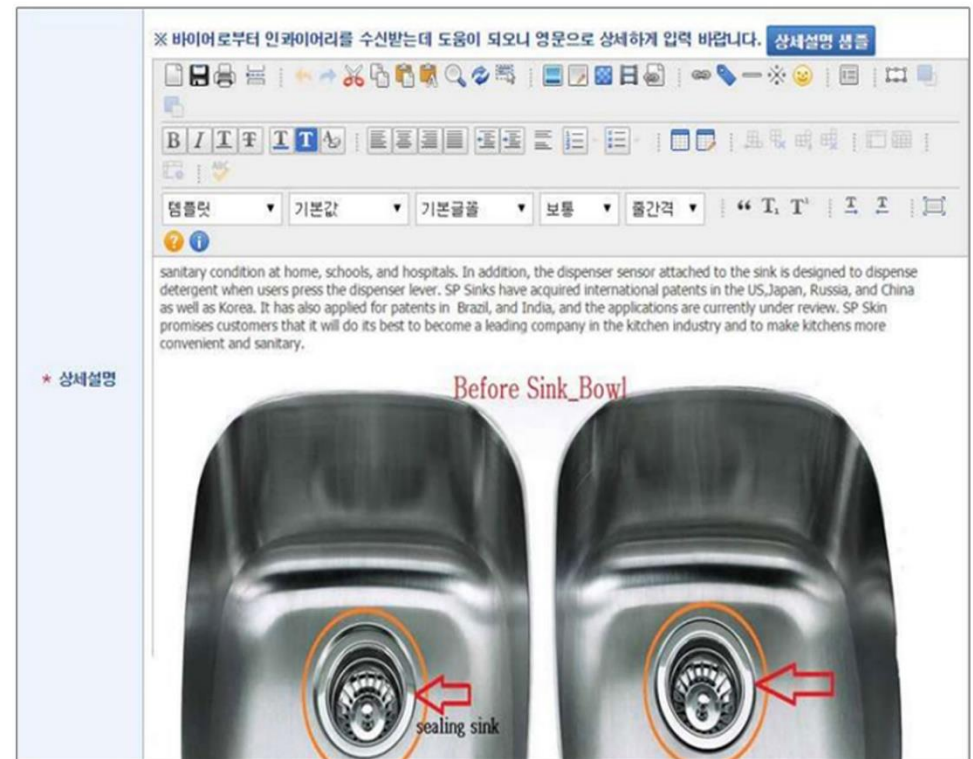 ※ 바이어로부터 인콰이어리를 수신받는데 도움이 되오니 영문으로 상세하게 입력 바랍니다. 상세설명 샘플
B I T T T T
템플릿 기본값 기본글꼴 보통 줄간격 “ T₁ T¹ T T
sanitary condition at home, schools, and hospitals. In addition, the dispenser sensor attached to the sink is designed to dispense
detergent when users press the dispenser lever. SP Sinks have acquired international patents in the US,Japan, Russia, and China
as well as Korea. It has also applied for patents in Brazil, and India, and the applications are currently under review. SP Skin
promises customers that it will do its best to become a leading company in the kitchen industry and to make kitchens more
convenient and sanitary.
* 상세설명
Before Sink_Bowl
sealing sink